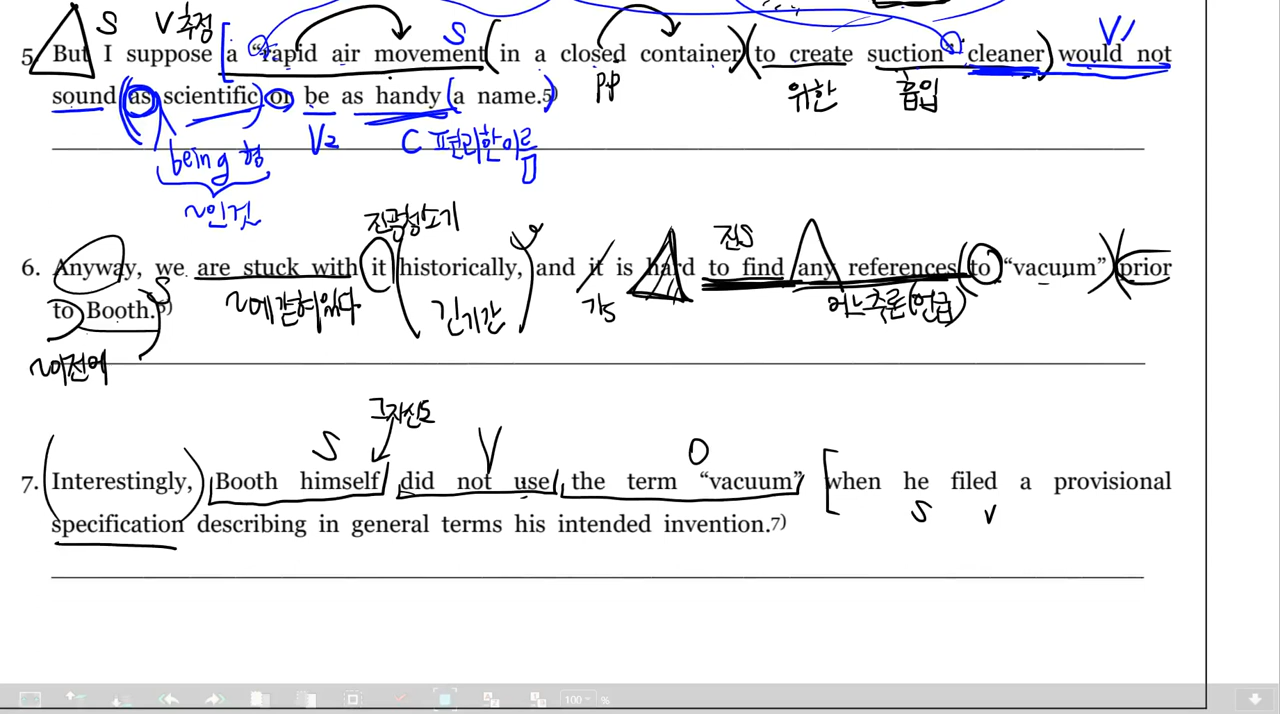 S V 추정 S V1
5. But I suppose a “rapid air movement in a closed container to create suction” cleaner would not
p.p 위한 흡입
sound as scientific or be as handy a name.5)
being 형 V2 C 편리한이름
~인것
진공청소기 진S
6. Anyway, we are stuck with it historically, and it is hard to find any references to “vacuum” prior
S ~에갇혀있다 긴기간 가S 어느추론(언급)
to Booth.6)
~이전에
그자신도
S V O
7. Interestingly, Booth himself did not use the term “vacuum” when he filed a provisional
S V
specification describing in general terms his intended invention.7)
100 %